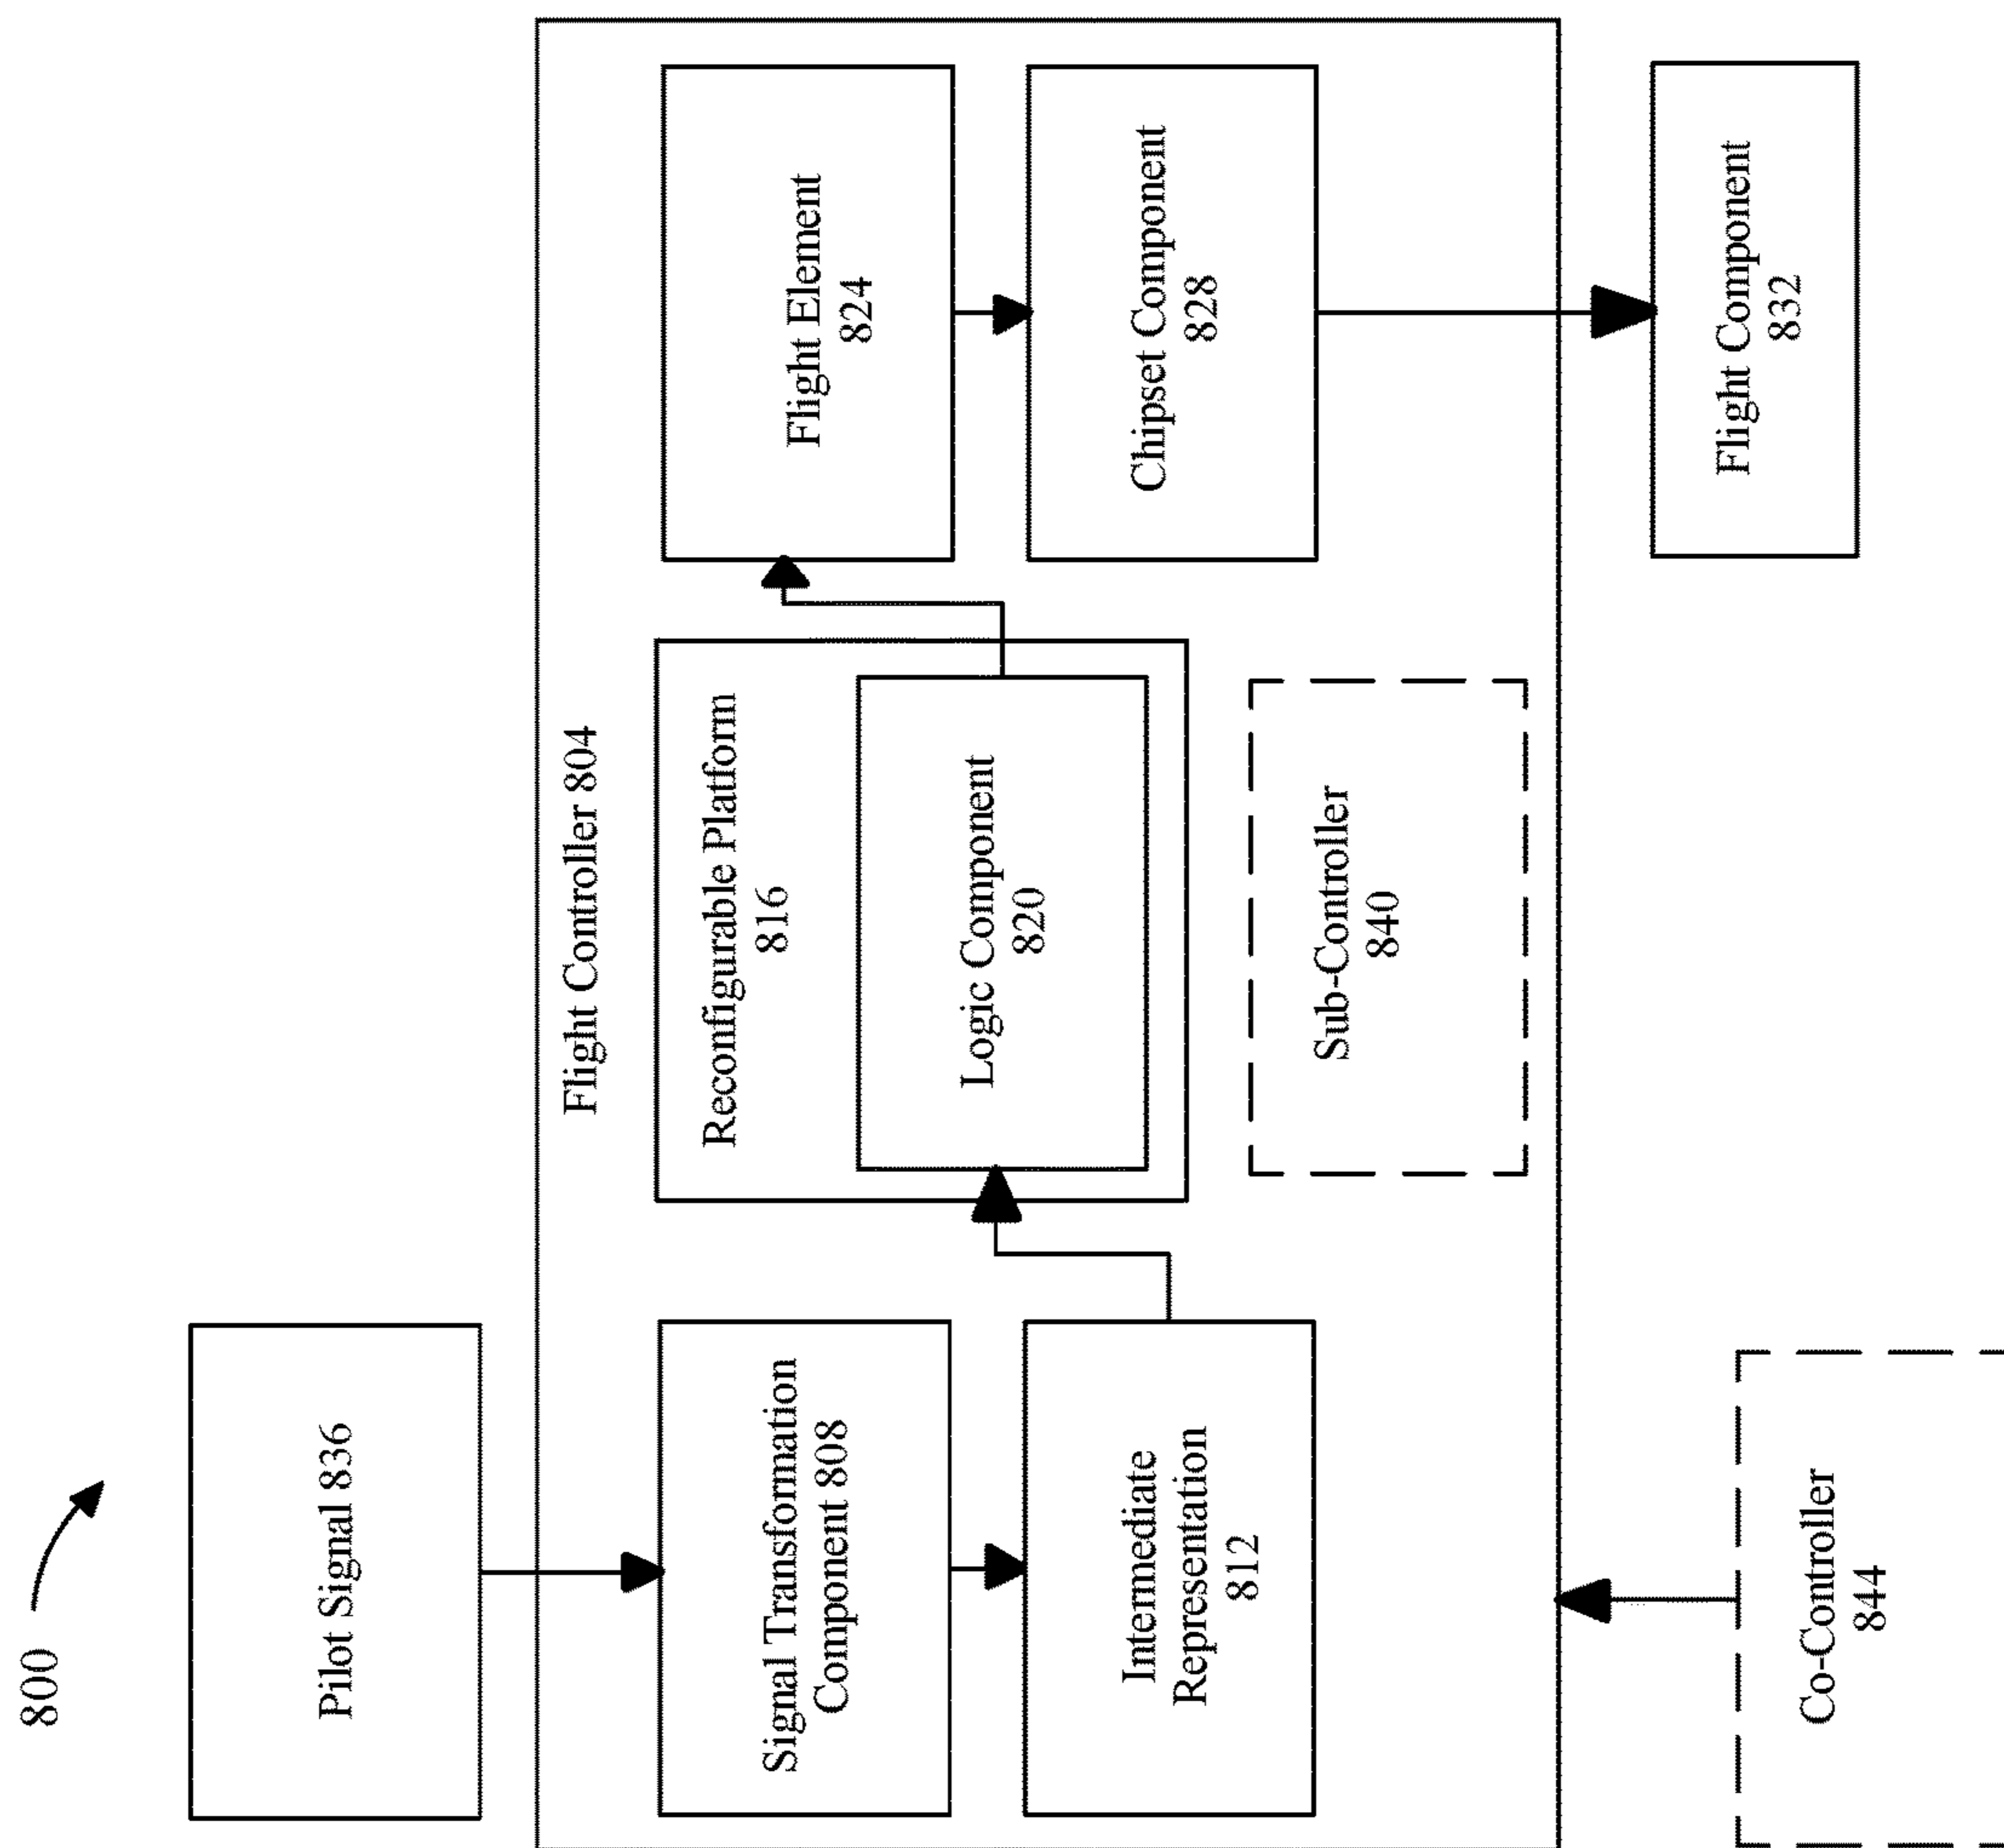 800
Pilot Signal 836
Flight Controller 804
Signal Transformation
Component 808
Intermediate
Representation
812
Reconfigurable Platform
816
Logic Component
820
Sub-Controller
840
Flight Element
824
Chipset Component
828
Co-Controller
844
Flight Component
832